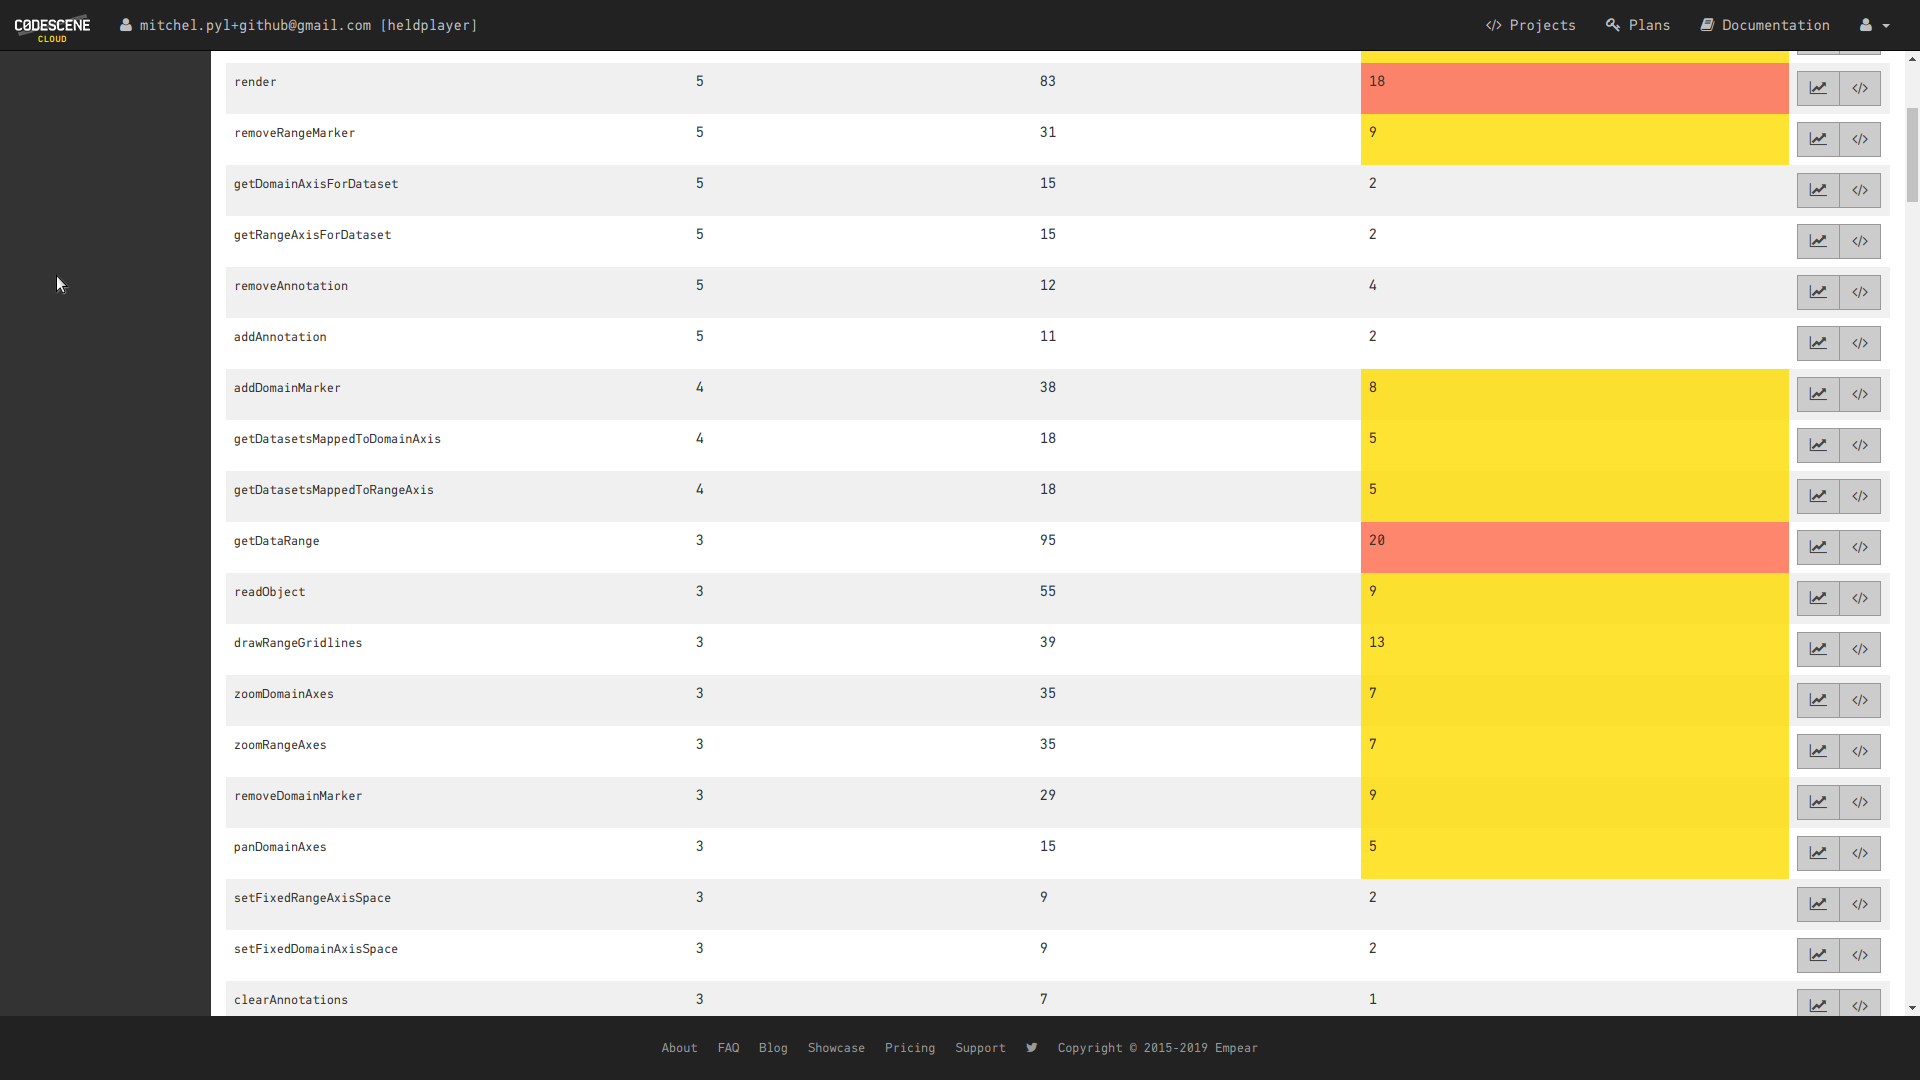 CODESCENE CLOUD mitchel.pyl+github@gmail.com [heldplayer] </> Projects Plans Documentation
render 5 83 18 </>
removeRangeMarker 5 31 9 </>
getDomainAxisForDataset 5 15 2 </>
getRangeAxisForDataset 5 15 2 </>
removeAnnotation 5 12 4 </>
addAnnotation 5 11 2 </>
addDomainMarker 4 38 8 </>
getDatasetsMappedToDomainAxis 4 18 5 </>
getDatasetsMappedToRangeAxis 4 18 5 </>
getDataRange 3 95 20 </>
readObject 3 55 9 </>
drawRangeGridlines 3 39 13 </>
zoomDomainAxes 3 35 7 </>
zoomRangeAxes 3 35 7 </>
removeDomainMarker 3 29 9 </>
panDomainAxes 3 15 5 </>
setFixedRangeAxisSpace 3 9 2 </>
setFixedDomainAxisSpace 3 9 2 </>
clearAnnotations 3 7 1 </>
About FAQ Blog Showcase Pricing Support Copyright © 2015-2019 Empear